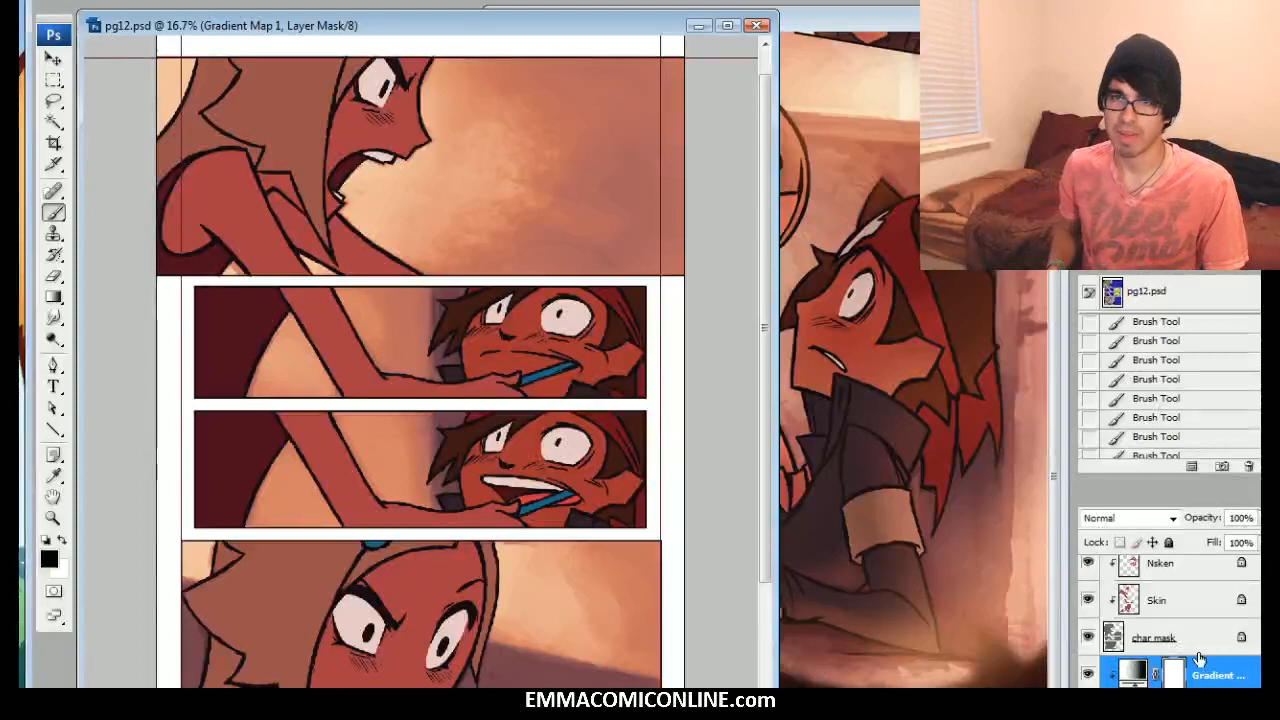 Ps
pg12.psd @ 16.7% (Gradient Map 1, Layer Mask/8)
pg12.psd
Brush Tool
Brush Tool
Brush Tool
Brush Tool
Brush Tool
Brush Tool
Brush Tool
Brush Tool
Normal
Opacity: 100%
Lock:
Fill: 100%
Nsken
Skin
char mask
Gradient ...
T
EMMACOMICONLINE.COM